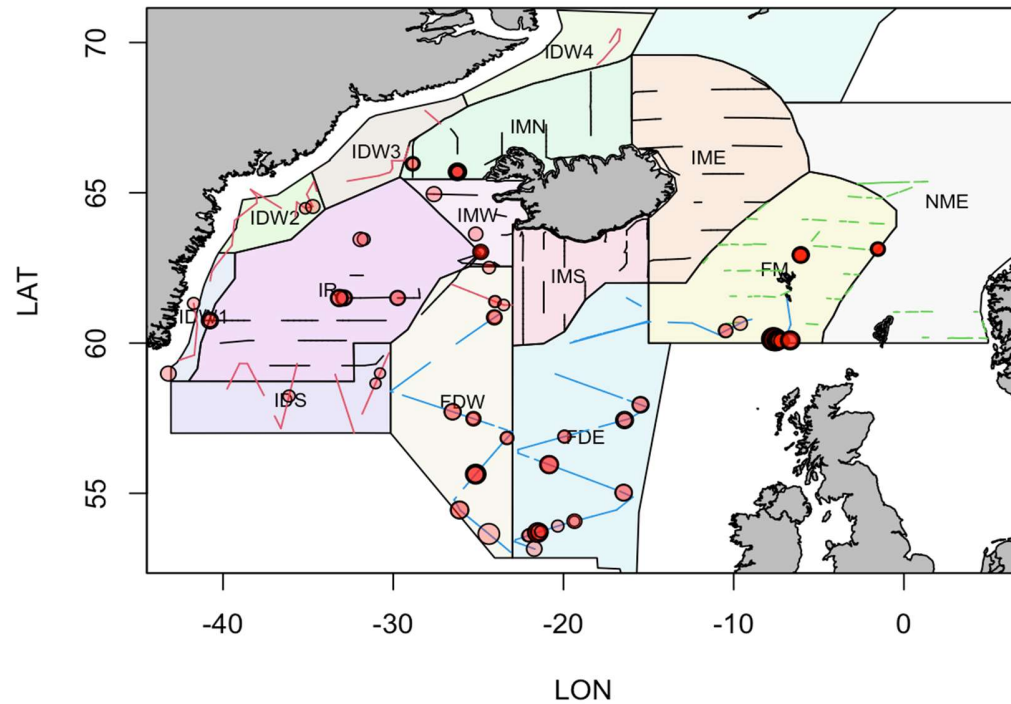 70
IDW4
IMN
IDW3
IME
65
IDW2
IMW
NME
IMS
FM
IR
IDW1
60
IDS
FDW
FDE
55
-40 -30 -20 -10 0
LAT
LON